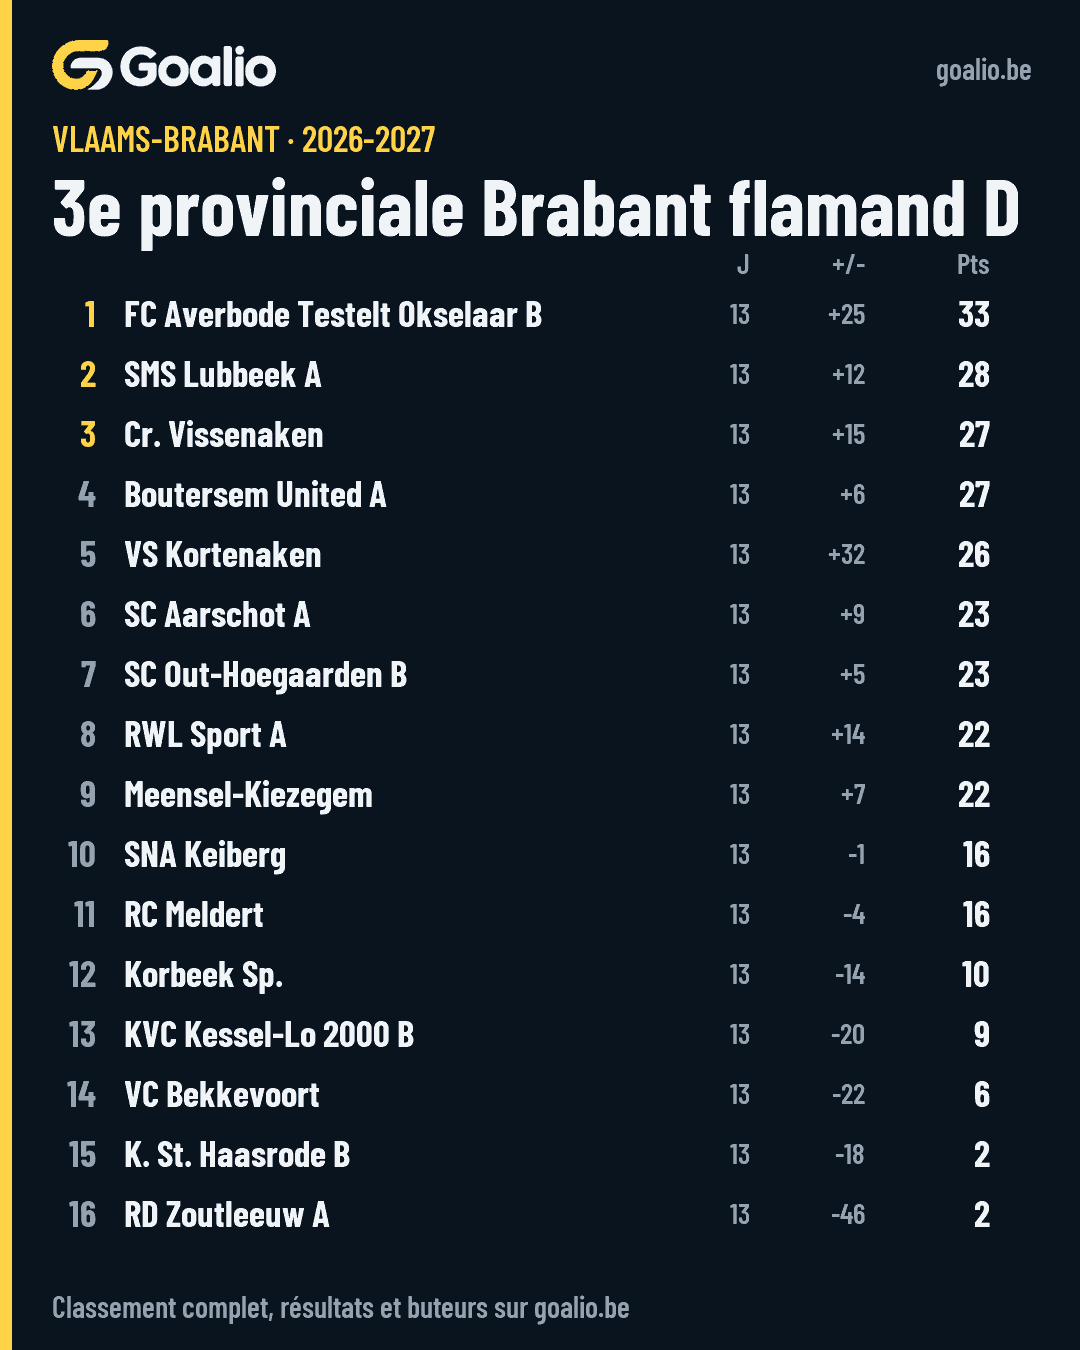 Goalio
goalio.be
VLAAMS-BRABANT · 2026-2027
3e provinciale Brabant flamand D
J +/- Pts
1 FC Averbode Testelt Okselaar B 13 +25 33
2 SMS Lubbeek A 13 +12 28
3 Cr. Vissenaken 13 +15 27
4 Boutersem United A 13 +6 27
5 VS Kortenaken 13 +32 26
6 SC Aarschot A 13 +9 23
7 SC Out-Hoegaarden B 13 +5 23
8 RWL Sport A 13 +14 22
9 Meensel-Kiezegem 13 +7 22
10 SNA Keiberg 13 -1 16
11 RC Meldert 13 -4 16
12 Korbeek Sp. 13 -14 10
13 KVC Kessel-Lo 2000 B 13 -20 9
14 VC Bekkevoort 13 -22 6
15 K. St. Haasrode B 13 -18 2
16 RD Zoutleeuw A 13 -46 2
Classement complet, résultats et buteurs sur goalio.be